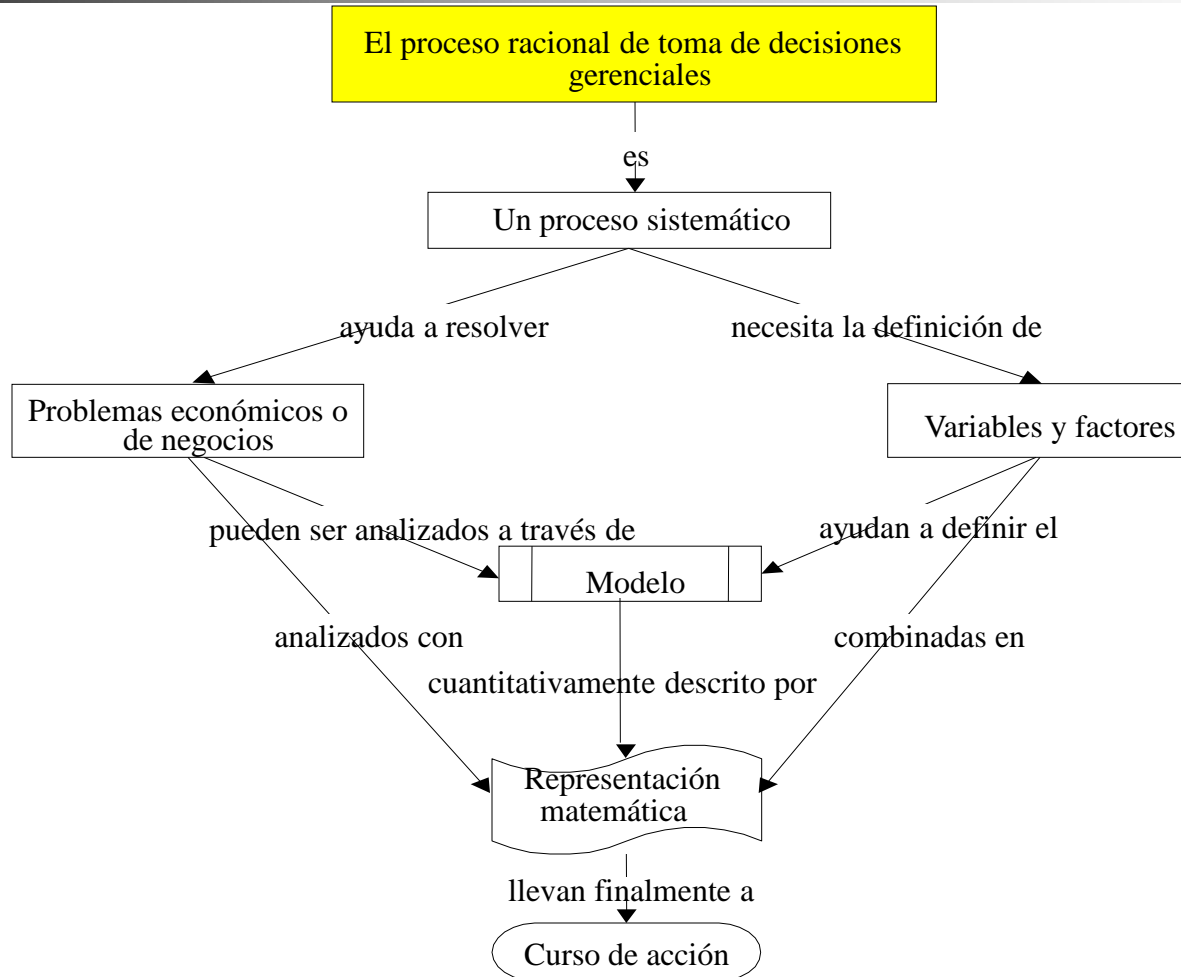 El proceso racional de toma de decisiones
gerenciales
es
Un proceso sistemático
ayuda a resolver
necesita la definición de
Problemas económicos o
de negocios
Variables y factores
pueden ser analizados a través de
ayudan a definir el
Modelo
analizados con
combinadas en
cuantitativamente descrito por
Representación
matemática
llevan finalmente a
Curso de acción